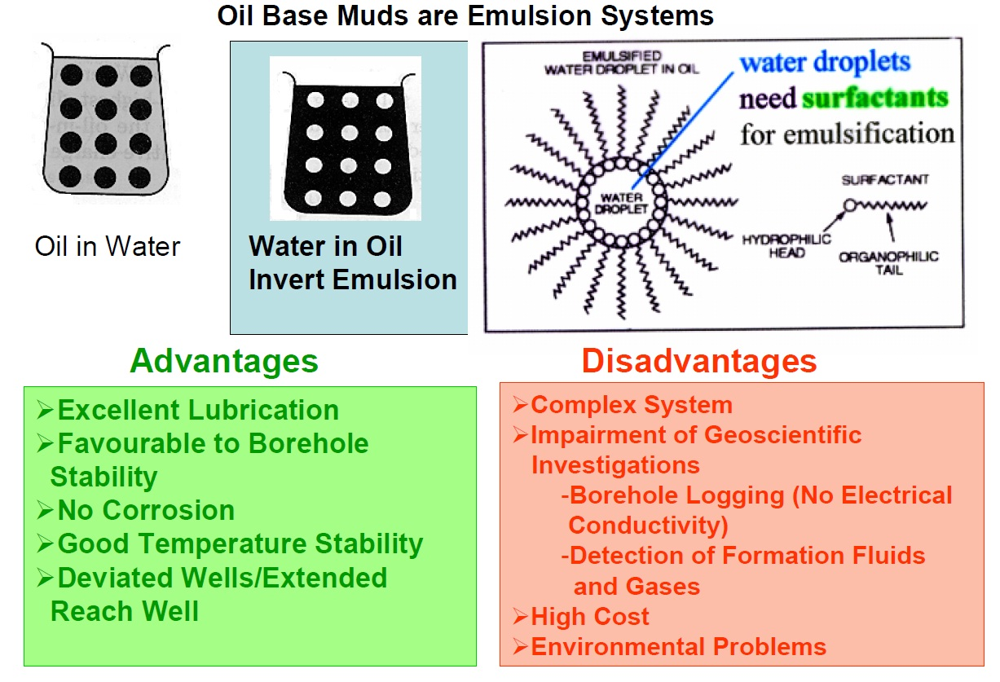 Oil Base Muds are Emulsion Systems
Oil in Water
Water in Oil
Invert Emulsion
EMULSIFIED
WATER DROPLET IN OIL
water droplets
need surfactants
for emulsification
WATER
DROPLET
SURFACTANT
HYDROPHILIC
HEAD
ORGANOPHILIC
TAIL
Advantages
➢Excellent Lubrication
➢Favourable to Borehole
Stability
➢No Corrosion
➢Good Temperature Stability
➢Deviated Wells/Extended
Reach Well
Disadvantages
➢Complex System
➢Impairment of Geoscientific
Investigations
-Borehole Logging (No Electrical
Conductivity)
-Detection of Formation Fluids
and Gases
➢High Cost
➢Environmental Problems